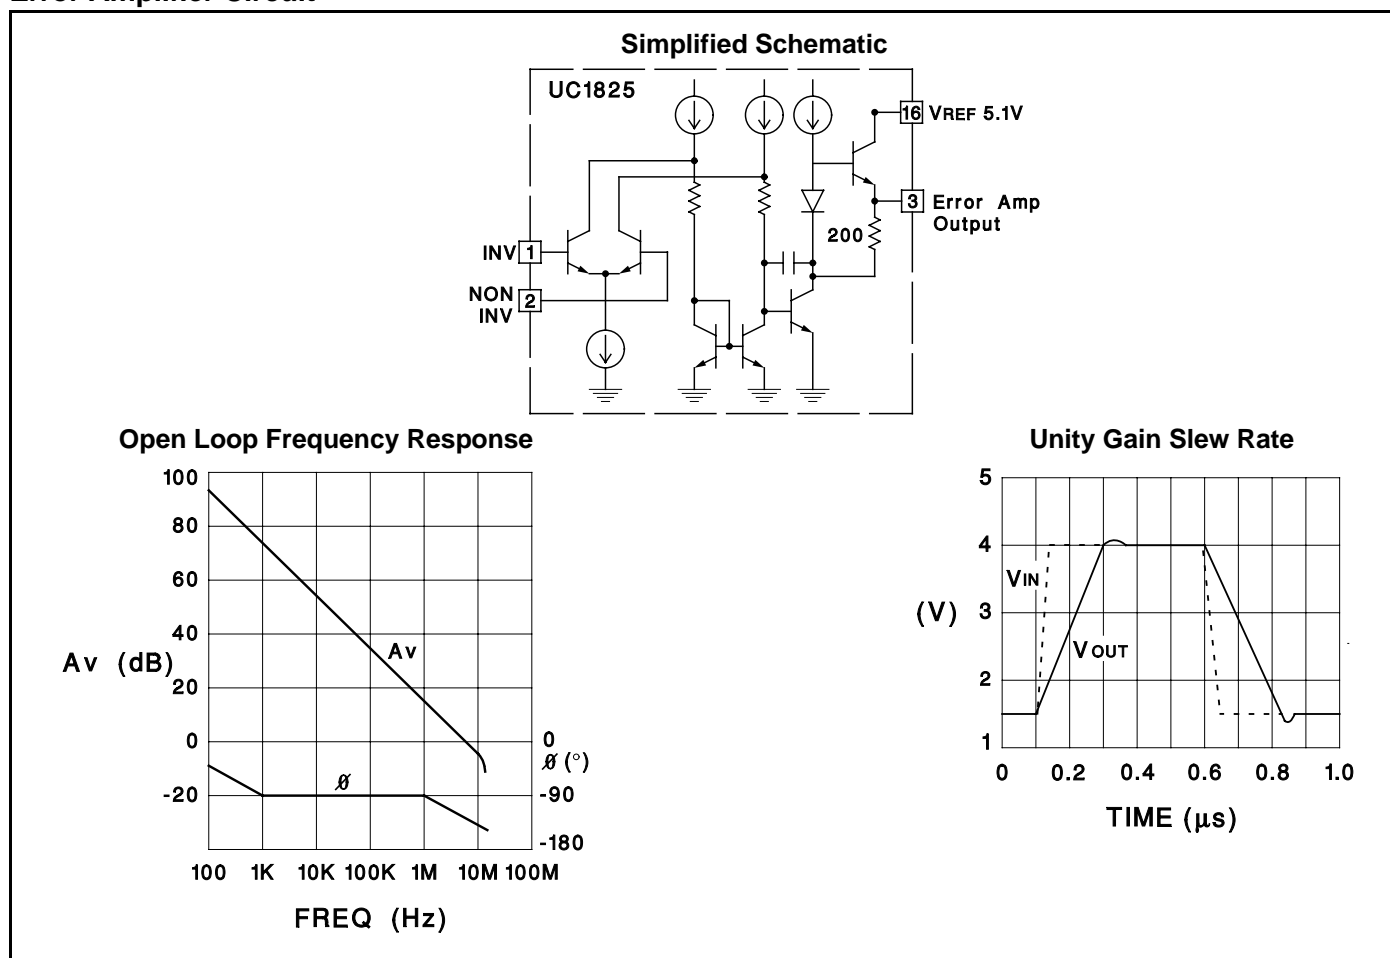 Error Amplifier Circuit
Simplified Schematic
UC1825
16 VREF 5.1V
3 Error Amp
Output
200
INV 1
NON
INV 2
Open Loop Frequency Response
100
80
60
40
Av (dB)
20
0
-20
Av
Ø
0
Ø (°)
-90
-180
100 1K 10K 100K 1M 10M 100M
FREQ (Hz)
Unity Gain Slew Rate
5
4
3
(V)
2
1
VIN
VOUT
0 0.2 0.4 0.6 0.8 1.0
TIME (µs)